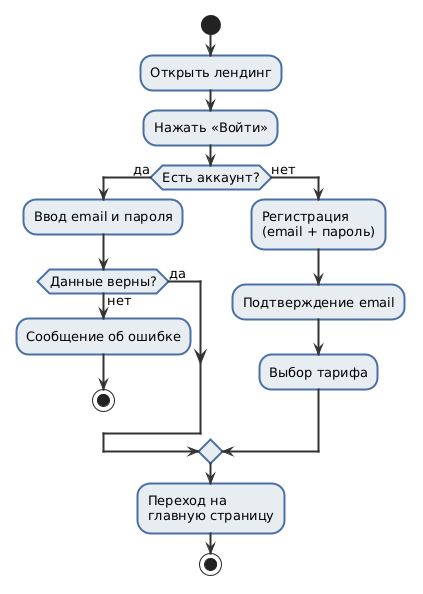 Открыть лендинг
Нажать «Войти»
Есть аккаунт?
да
нет
Ввод email и пароля
Регистрация
(email + пароль)
Данные верны?
да
нет
Подтверждение email
Сообщение об ошибке
Выбор тарифа
Переход на
главную страницу